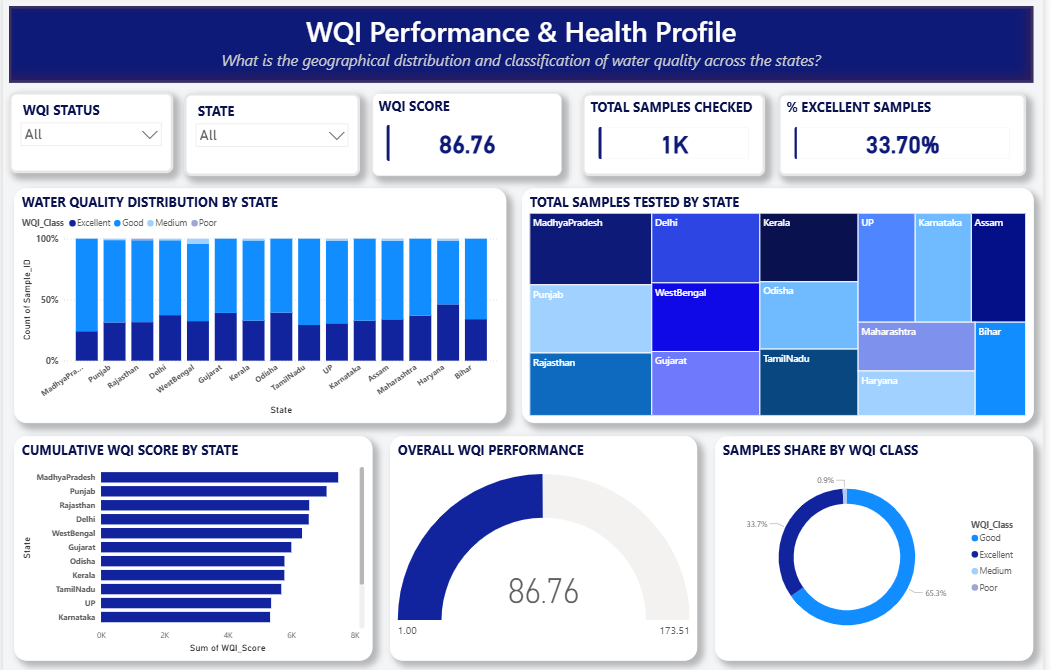 WQI Performance & Health Profile
What is the geographical distribution and classification of water quality across the states?
WQI STATUS
All
STATE
All
WQI SCORE
86.76
TOTAL SAMPLES CHECKED
1K
% EXCELLENT SAMPLES
33.70%
WATER QUALITY DISTRIBUTION BY STATE
WQI_Class Excellent Good Medium Poor
100%
50%
0%
Count of Sample_ID
MadhyaPra...
Punjab
Rajasthan
Delhi
WestBengal
Gujarat
Kerala
Odisha
TamilNadu
UP
Karnataka
Assam
Maharashtra
Haryana
Bihar
State
TOTAL SAMPLES TESTED BY STATE
MadhyaPradesh
Punjab
Rajasthan
Delhi
WestBengal
Gujarat
Kerala
Odisha
TamilNadu
UP
Karnataka
Assam
Maharashtra
Haryana
Bihar
CUMULATIVE WQI SCORE BY STATE
State
MadhyaPradesh
Punjab
Rajasthan
Delhi
WestBengal
Gujarat
Odisha
Kerala
TamilNadu
UP
Karnataka
0K 2K 4K 6K 8K
Sum of WQI_Score
OVERALL WQI PERFORMANCE
86.76
1.00
173.51
SAMPLES SHARE BY WQI CLASS
0.9%
33.7%
65.3%
WQI_Class
Good
Excellent
Medium
Poor